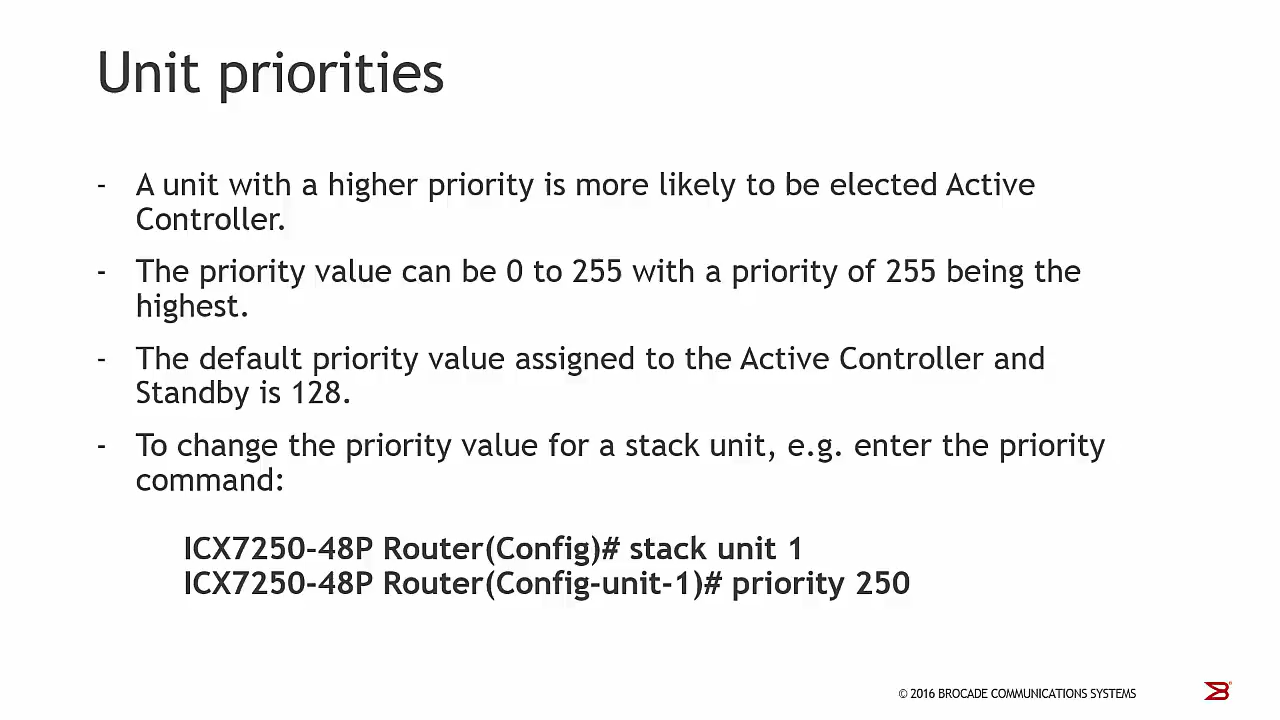 Unit priorities
- A unit with a higher priority is more likely to be elected Active
Controller.
- The priority value can be 0 to 255 with a priority of 255 being the
highest.
- The default priority value assigned to the Active Controller and
Standby is 128.
- To change the priority value for a stack unit, e.g. enter the priority
command:
ICX7250-48P Router(Config)# stack unit 1
ICX7250-48P Router(Config-unit-1)# priority 250
© 2016 BROCADE COMMUNICATIONS SYSTEMS